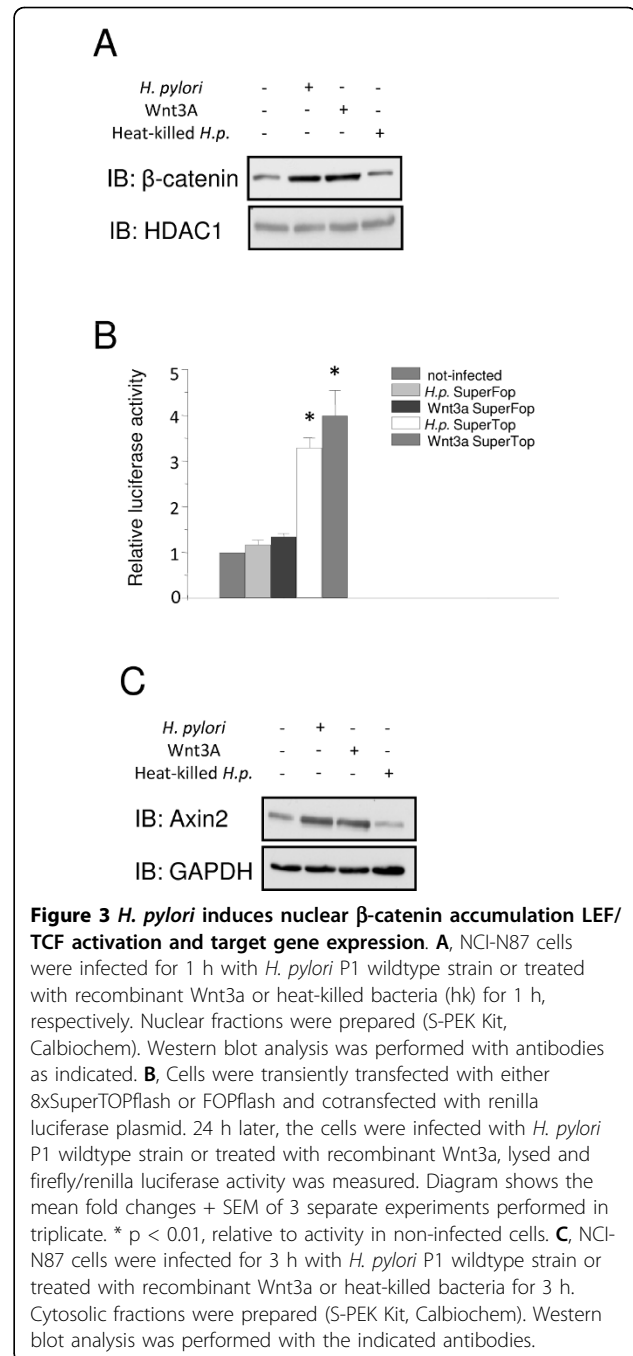 A
H. pylori - + - -
Wnt3A - - + -
Heat-killed H.p. - - - +
IB: β-catenin
IB: HDAC1
B
Relative luciferase activity
5
4
3
2
1
0
*
*
not-infected
H.p. SuperFop
Wnt3a SuperFop
H.p. SuperTop
Wnt3a SuperTop
C
H. pylori - + - -
Wnt3A - - + -
Heat-killed H.p. - - - +
IB: Axin2
IB: GAPDH
Figure 3 H. pylori induces nuclear β-catenin accumulation LEF/
TCF activation and target gene expression. A, NCI-N87 cells
were infected for 1 h with H. pylori P1 wildtype strain or treated
with recombinant Wnt3a or heat-killed bacteria (hk) for 1 h,
respectively. Nuclear fractions were prepared (S-PEK Kit,
Calbiochem). Western blot analysis was performed with antibodies
as indicated. B, Cells were transiently transfected with either
8xSuperTOPflash or FOPflash and cotransfected with renilla
luciferase plasmid. 24 h later, the cells were infected with H. pylori
P1 wildtype strain or treated with recombinant Wnt3a, lysed and
firefly/renilla luciferase activity was measured. Diagram shows the
mean fold changes + SEM of 3 separate experiments performed in
triplicate. * p < 0.01, relative to activity in non-infected cells. C, NCI-
N87 cells were infected for 3 h with H. pylori P1 wildtype strain or
treated with recombinant Wnt3a or heat-killed bacteria for 3 h.
Cytosolic fractions were prepared (S-PEK Kit, Calbiochem). Western
blot analysis was performed with the indicated antibodies.